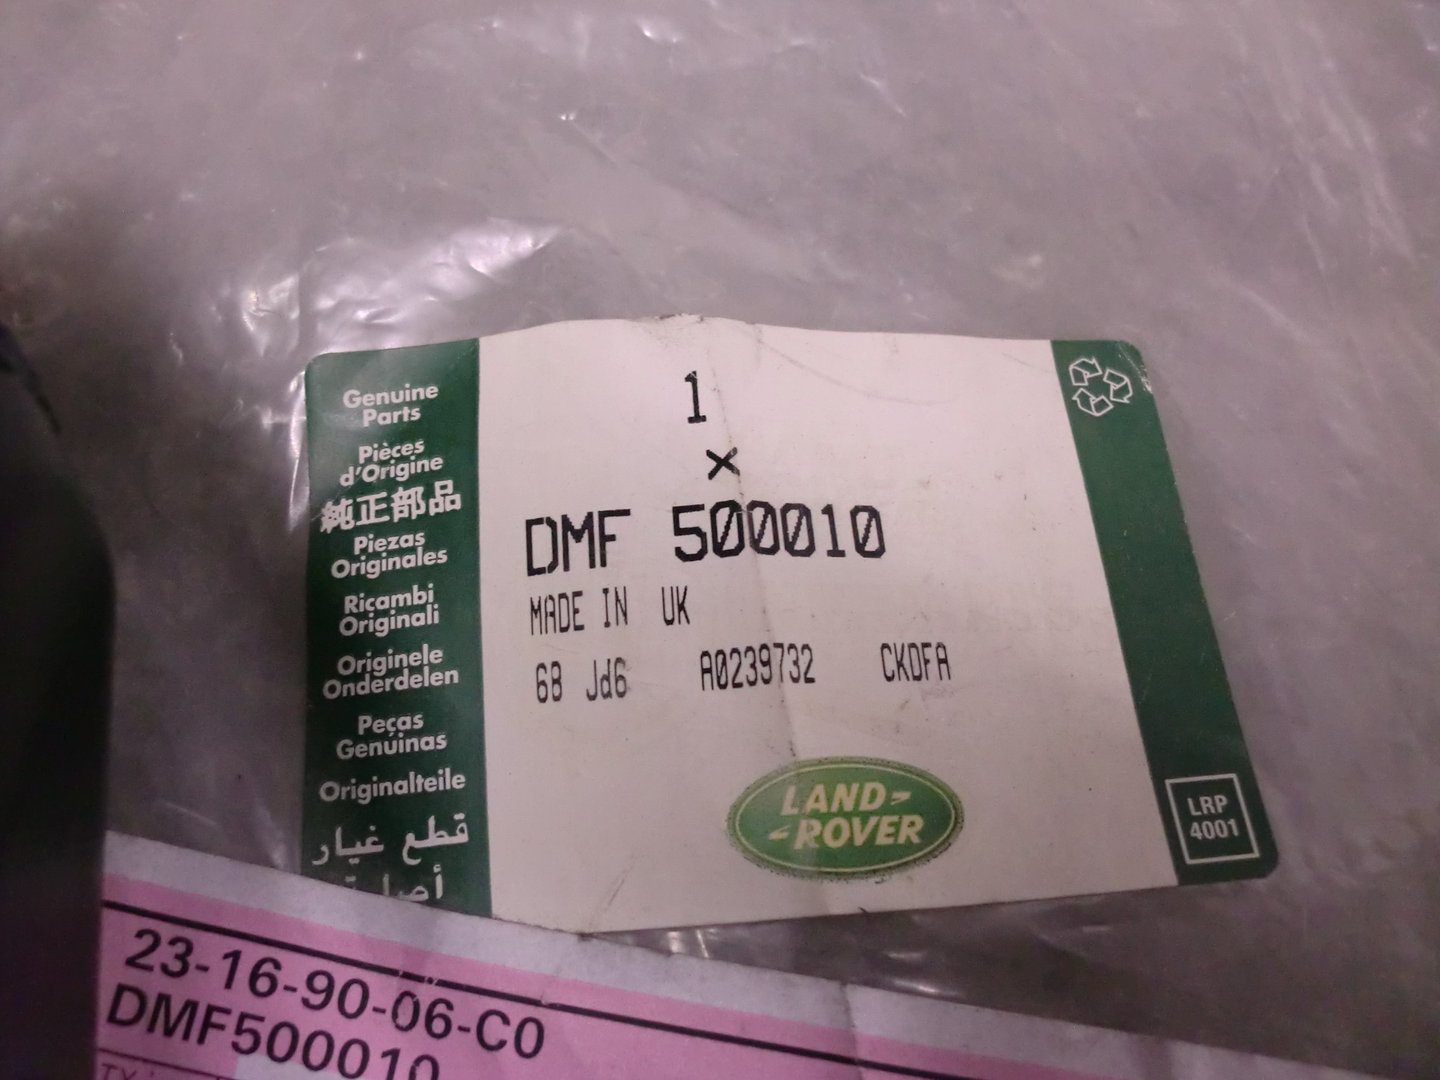 Genuine
Parts
Pièces
d'Origine
純正部品
Piezas
Originales
Ricambi
Originali
Originele
Onderdelen
Peças
Genuinas
Originalteile
قطع غيار
1
×
DMF 500010
MADE IN UK
68 Jd6 A0239732 CKDFA
LAND
ROVER
LRP
4001
23-16-90-06-C0
DMF500010